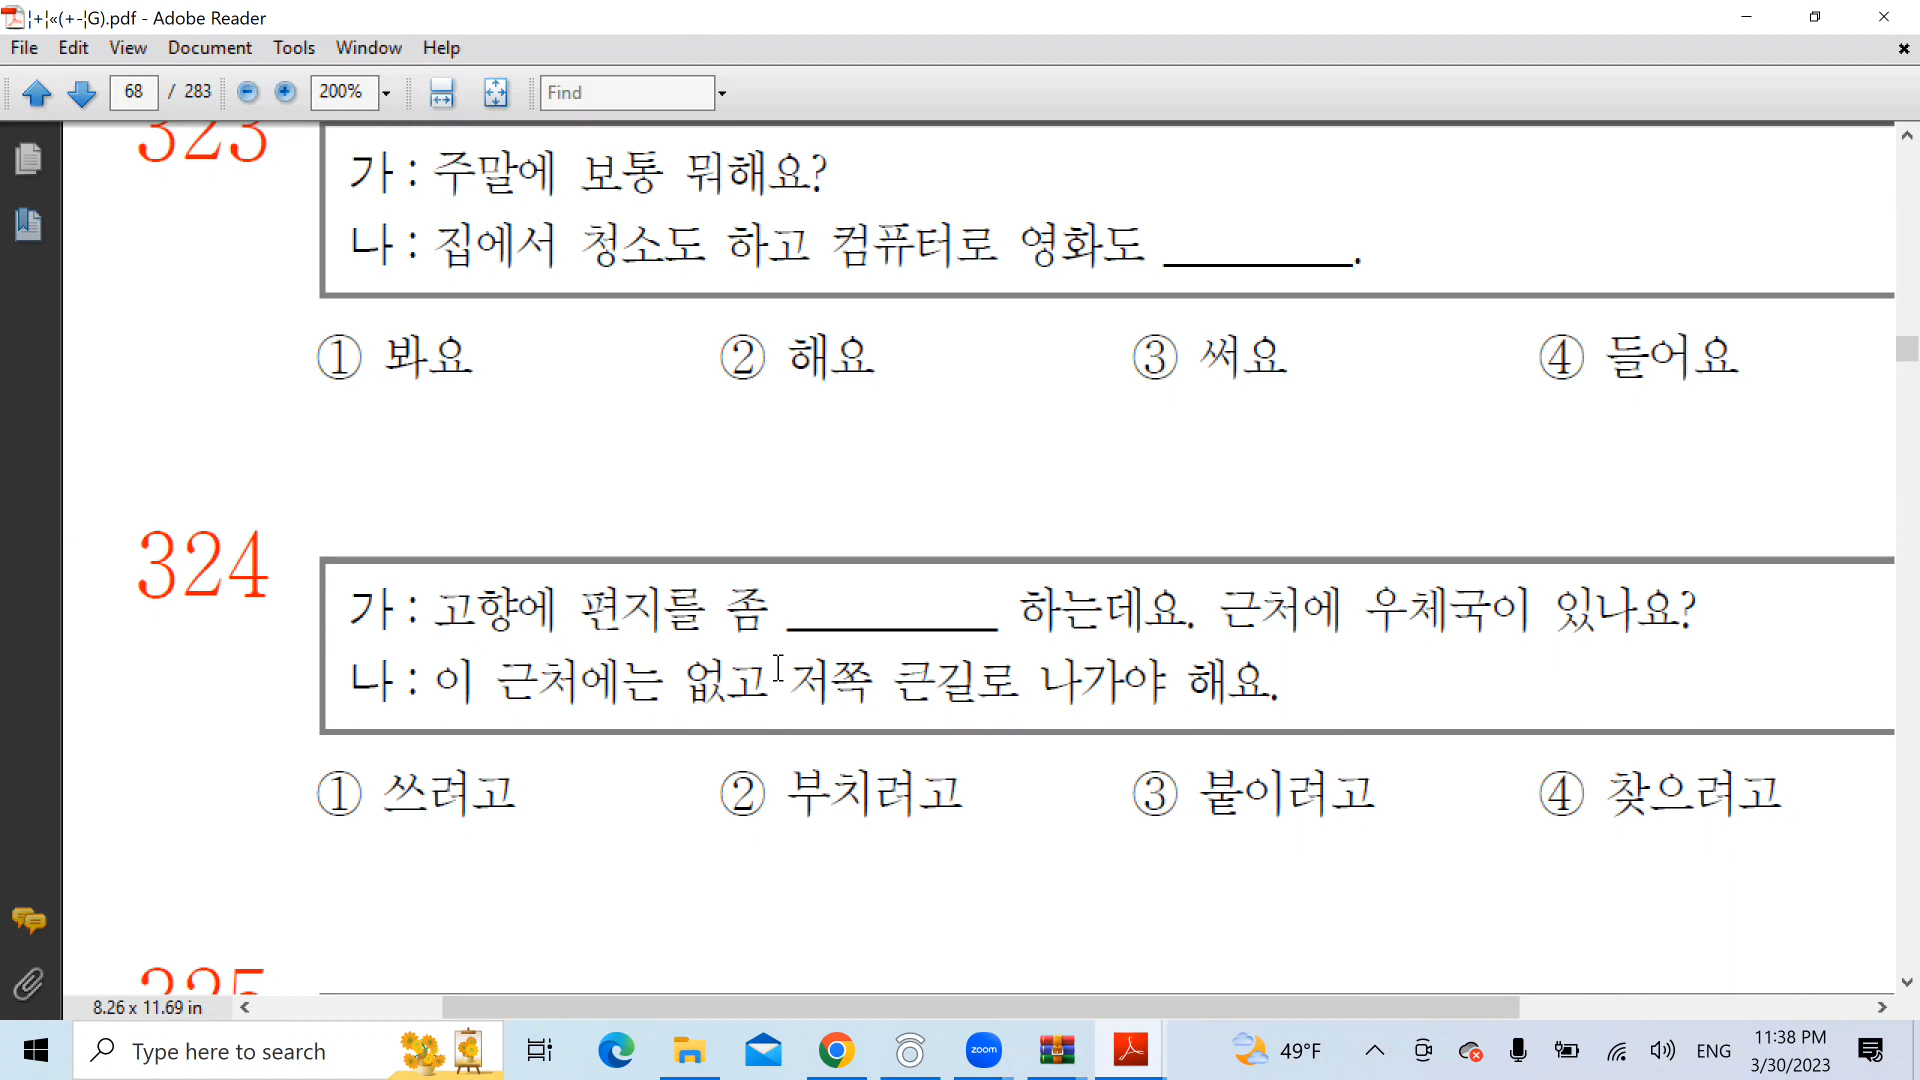 ¦+¦«(+-¦G).pdf - Adobe Reader
File Edit View Document Tools Window Help
68 / 283 200% Find
323
가 : 주말에 보통 뭐해요?
나 : 집에서 청소도 하고 컴퓨터로 영화도 _________.
① 봐요 ② 해요 ③ 써요 ④ 들어요
324
가 : 고향에 편지를 좀 __________ 하는데요. 근처에 우체국이 있나요?
나 : 이 근처에는 없고 저쪽 큰길로 나가야 해요.
① 쓰려고 ② 부치려고 ③ 붙이려고 ④ 찾으려고
325
8.26 x 11.69 in
Type here to search zoom 49°F ENG 11:38 PM
3/30/2023